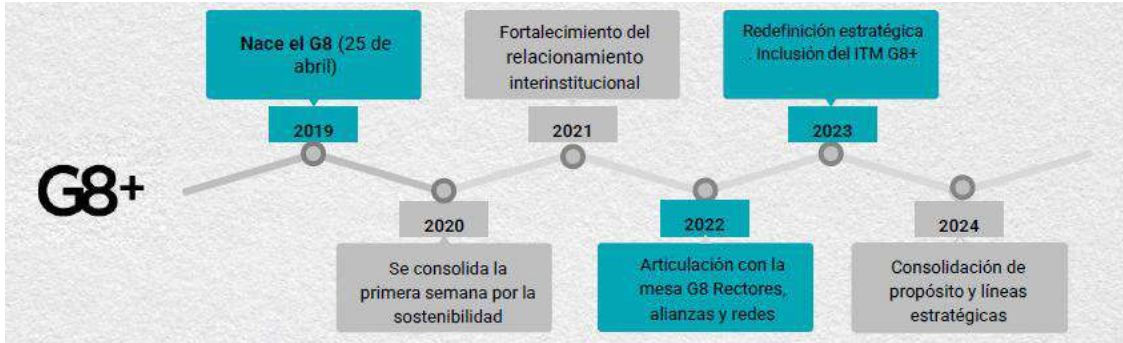 Nace el G8 (25 de
abril)
2019
Fortalecimiento del
relacionamiento
interinstitucional
2021
Redefinición estratégica
. Inclusión del ITM G8+
2023
G8+
2020
Se consolida la
primera semana por la
sostenibilidad
2022
Articulación con la
mesa G8 Rectores,
alianzas y redes
2024
Consolidación de
propósito y líneas
estratégicas